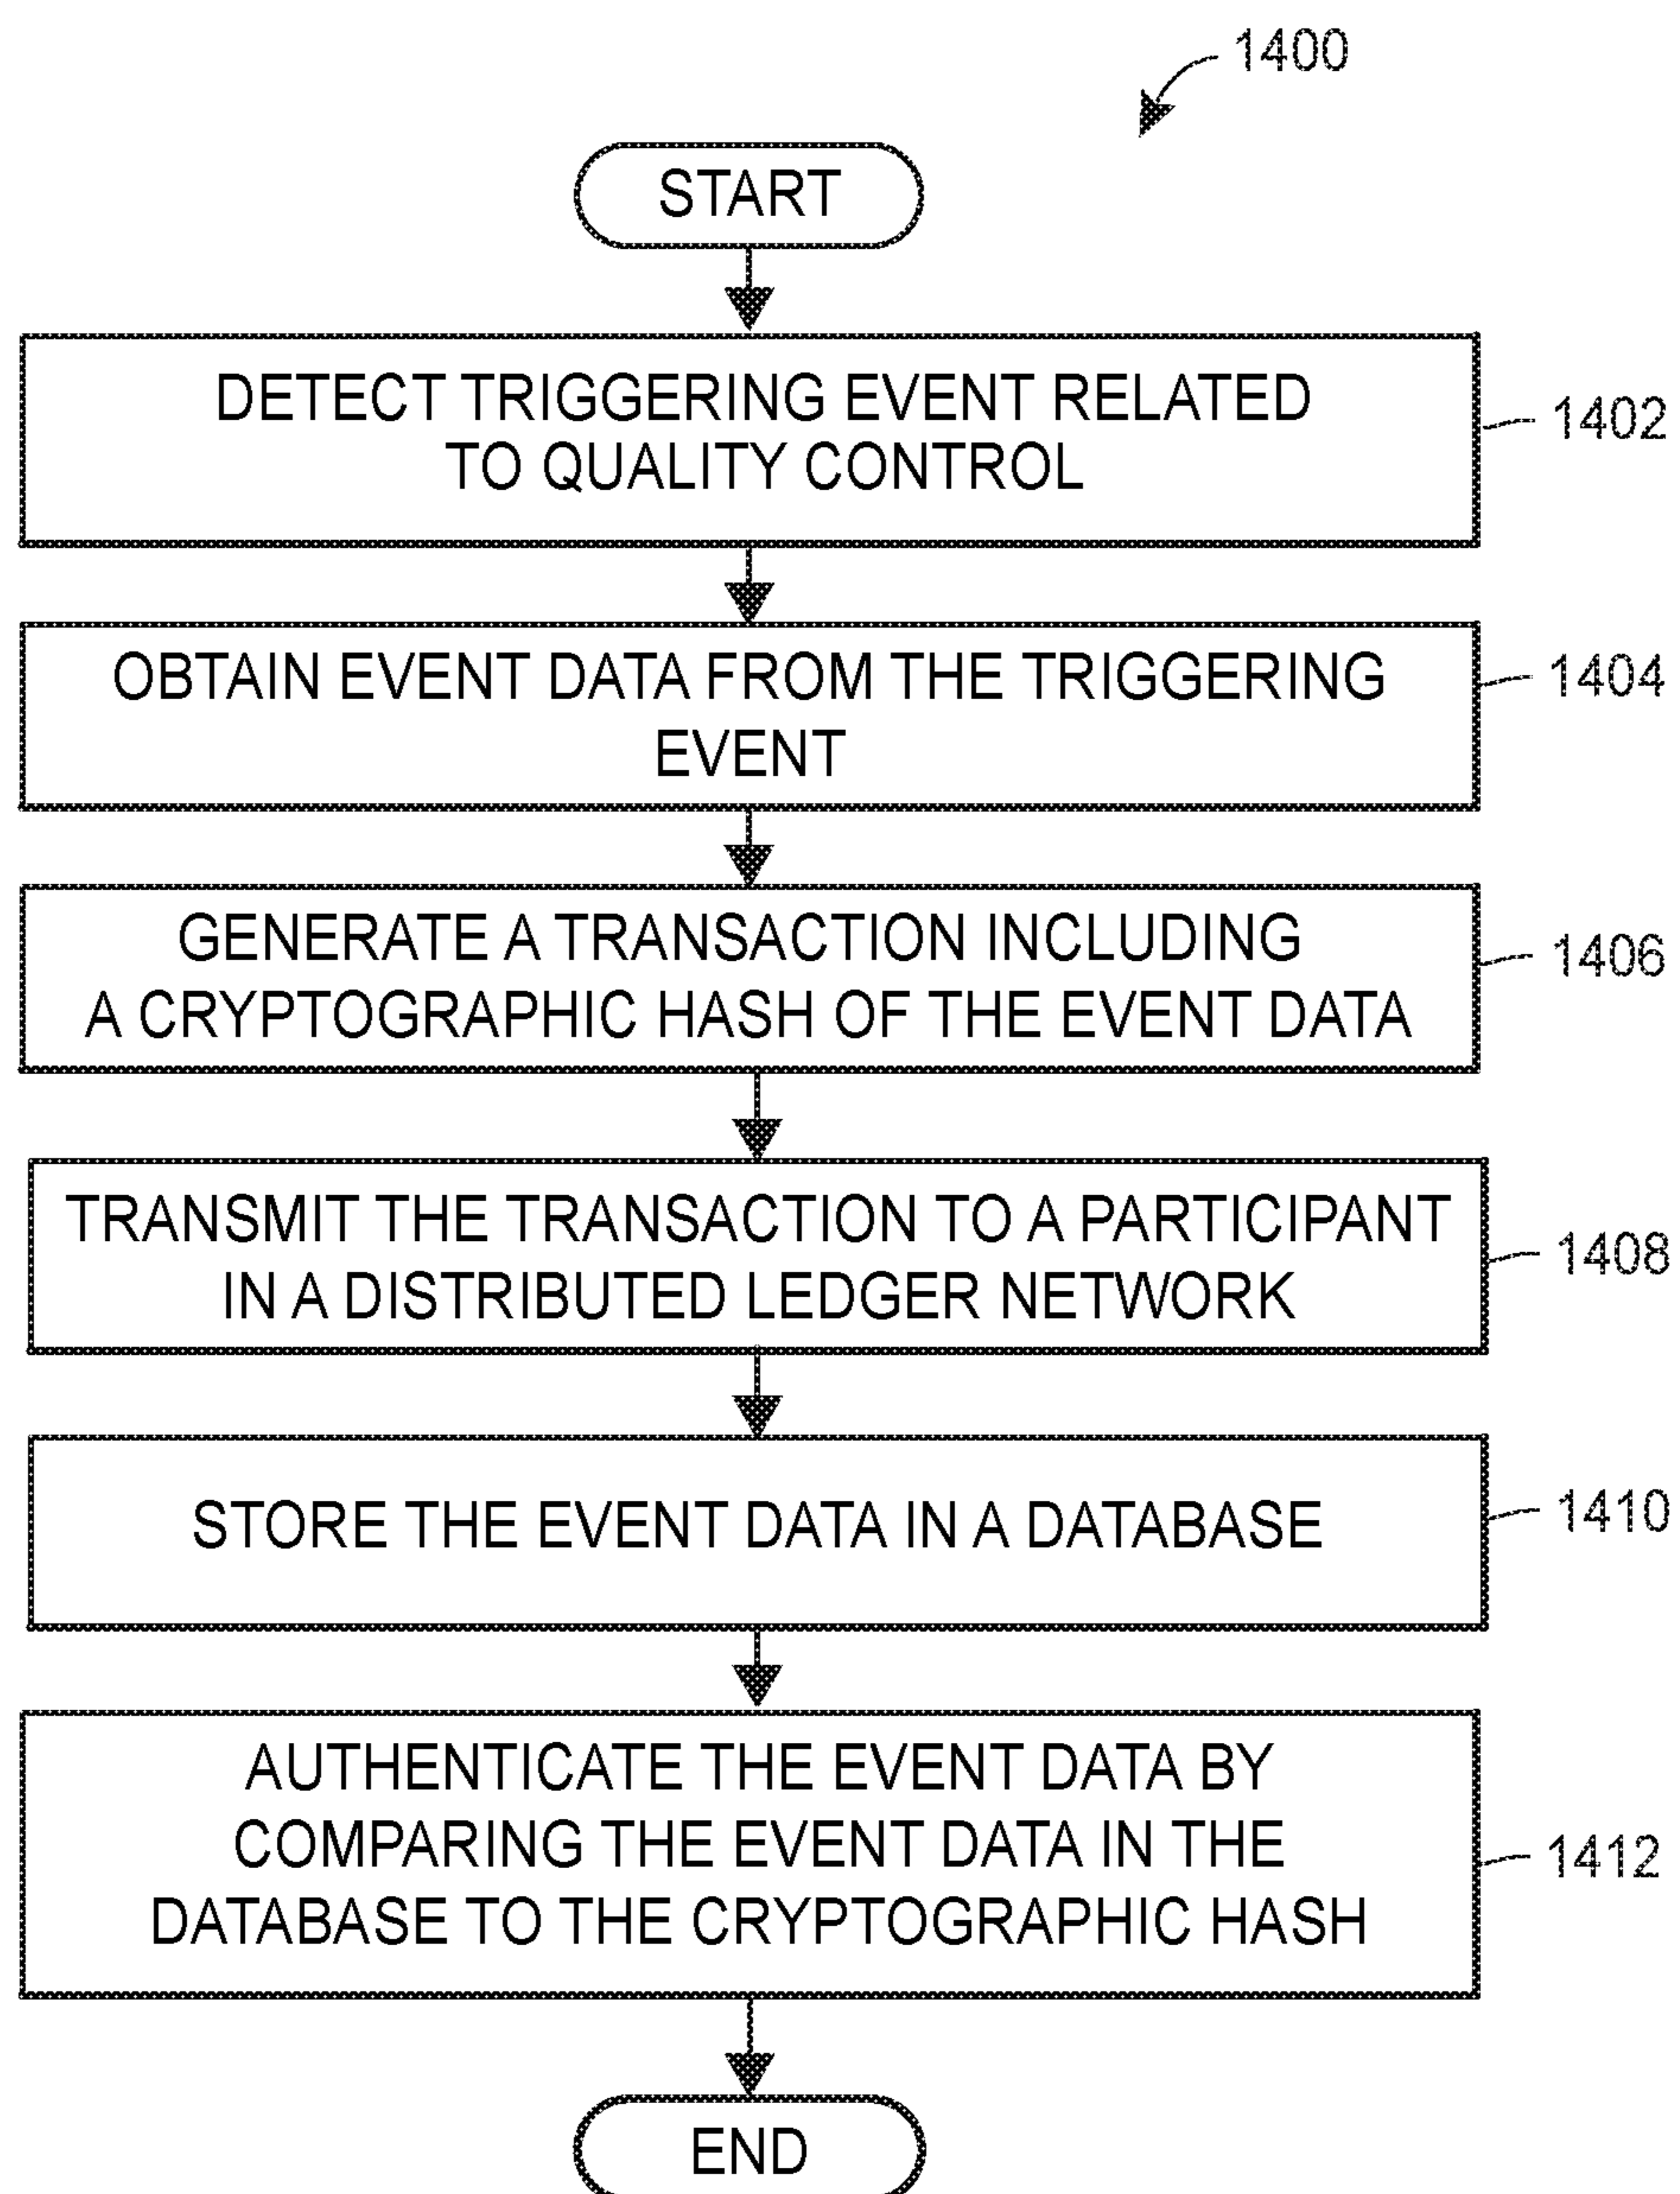 1400
START
DETECT TRIGGERING EVENT RELATED
TO QUALITY CONTROL
1402
OBTAIN EVENT DATA FROM THE TRIGGERING
EVENT
1404
GENERATE A TRANSACTION INCLUDING
A CRYPTOGRAPHIC HASH OF THE EVENT DATA
1406
TRANSMIT THE TRANSACTION TO A PARTICIPANT
IN A DISTRIBUTED LEDGER NETWORK
1408
STORE THE EVENT DATA IN A DATABASE
1410
AUTHENTICATE THE EVENT DATA BY
COMPARING THE EVENT DATA IN THE
DATABASE TO THE CRYPTOGRAPHIC HASH
1412
END